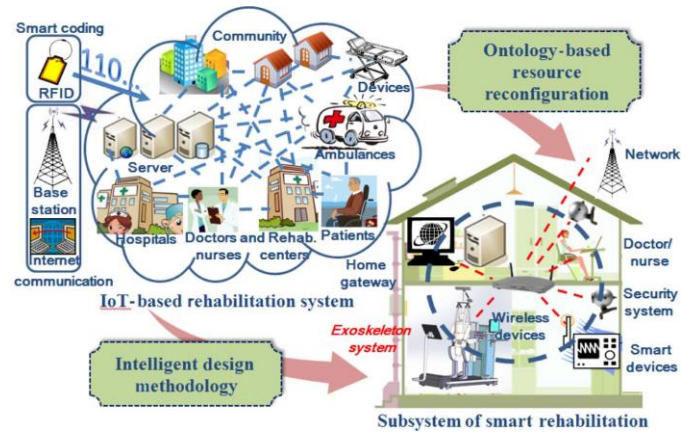 Smart coding
110..
RFID
Base
station
Internet
communication
Community
Devices
Server
Ambulances
Hospitals
Doctors and
nurses
Rehab.
centers
Patients
IoT-based rehabilitation system
Ontology-based
resource
reconfiguration
Network
Home
gateway
Doctor/
nurse
Security
system
Wireless
devices
Exoskeleton
system
Smart
devices
Intelligent design
methodology
Subsystem of smart rehabilitation